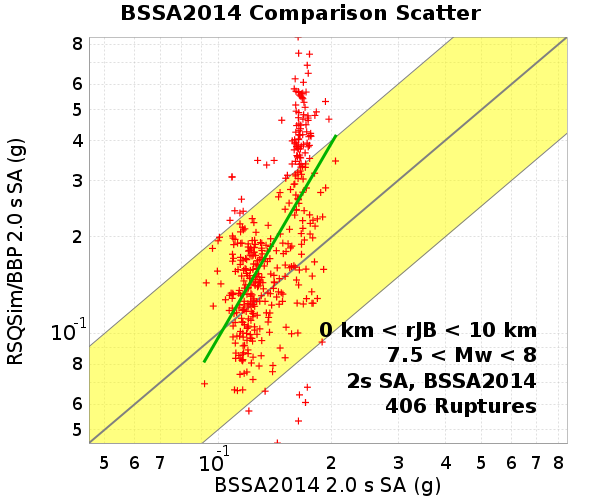 BSSA2014 Comparison Scatter
RSQSim/BBP 2.0 s SA (g)
8
6
5
4
3
2
10-1
8
6
5
0 km < rJB < 10 km
7.5 < Mw < 8
2s SA, BSSA2014
406 Ruptures
5 6 7 10-1 2 3 4 5 6 7 8
BSSA2014 2.0 s SA (g)